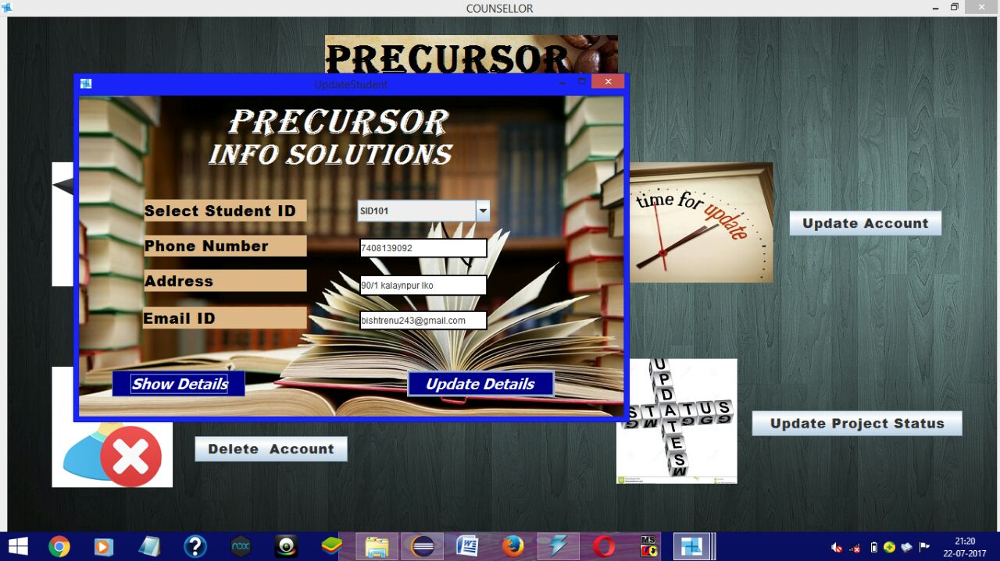 COUNSELLOR
PRECURSOR
UpdateStudent
PRECURSOR
INFO SOLUTIONS
Select Student ID
SID101
Phone Number
7408139092
Address
90/1 kalaynpur lko
Email ID
bishtrenu243@gmail.com
Show Details
Update Details
time for update
Update Account
UPDATES
STATUS
Update Project Status
Delete Account
nox
MS
21:20
22-07-2017